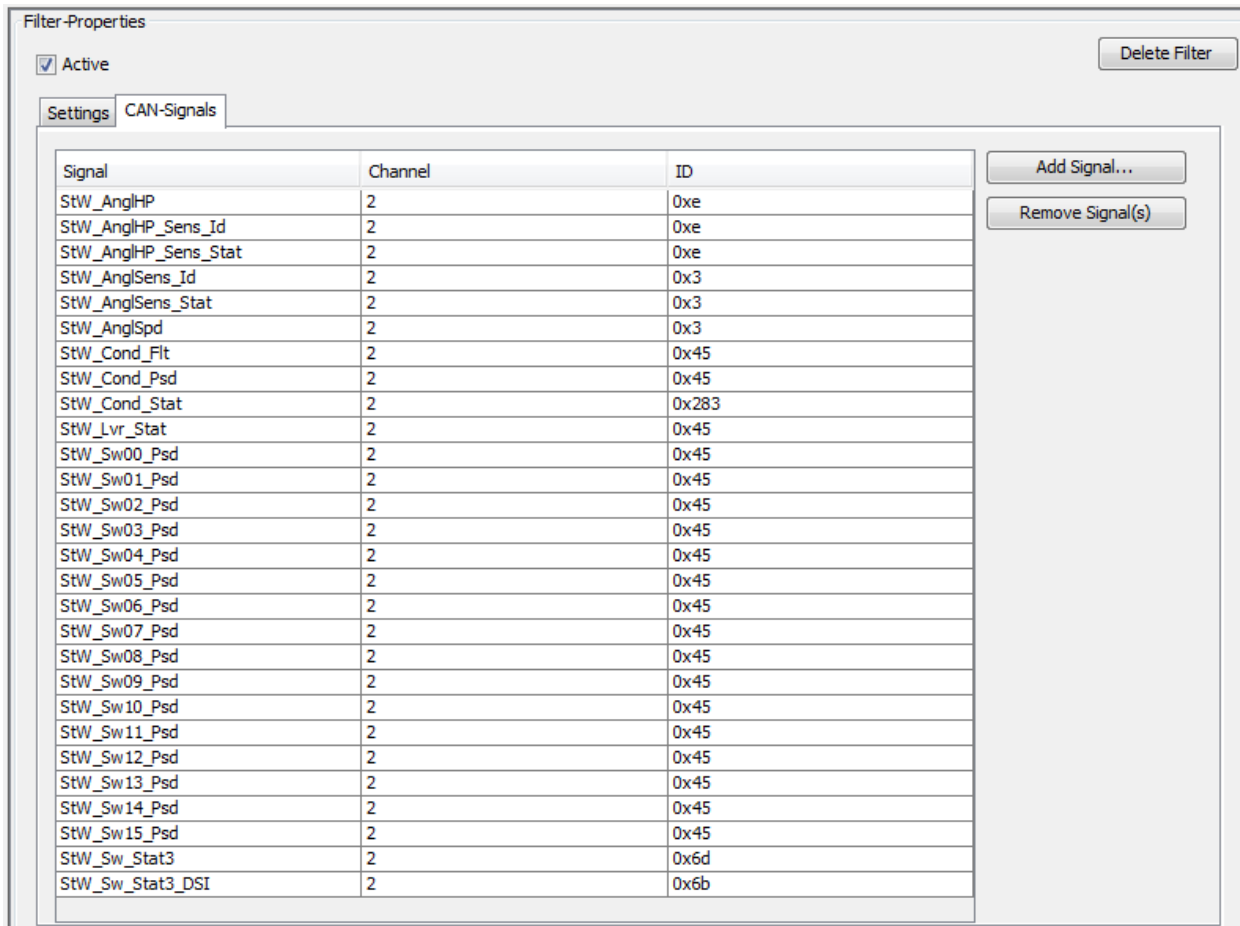 Filter-Properties
Active
Delete Filter
Settings CAN-Signals
Signal Channel ID
Add Signal...
StW_AnglHP 2 0xe
Remove Signal(s)
StW_AnglHP_Sens_Id 2 0xe
StW_AnglHP_Sens_Stat 2 0xe
StW_AnglSens_Id 2 0x3
StW_AnglSens_Stat 2 0x3
StW_AnglSpd 2 0x3
StW_Cond_Flt 2 0x45
StW_Cond_Psd 2 0x45
StW_Cond_Stat 2 0x283
StW_Lvr_Stat 2 0x45
StW_Sw00_Psd 2 0x45
StW_Sw01_Psd 2 0x45
StW_Sw02_Psd 2 0x45
StW_Sw03_Psd 2 0x45
StW_Sw04_Psd 2 0x45
StW_Sw05_Psd 2 0x45
StW_Sw06_Psd 2 0x45
StW_Sw07_Psd 2 0x45
StW_Sw08_Psd 2 0x45
StW_Sw09_Psd 2 0x45
StW_Sw10_Psd 2 0x45
StW_Sw11_Psd 2 0x45
StW_Sw12_Psd 2 0x45
StW_Sw13_Psd 2 0x45
StW_Sw14_Psd 2 0x45
StW_Sw15_Psd 2 0x45
StW_Sw_Stat3 2 0x6d
StW_Sw_Stat3_DSI 2 0x6b